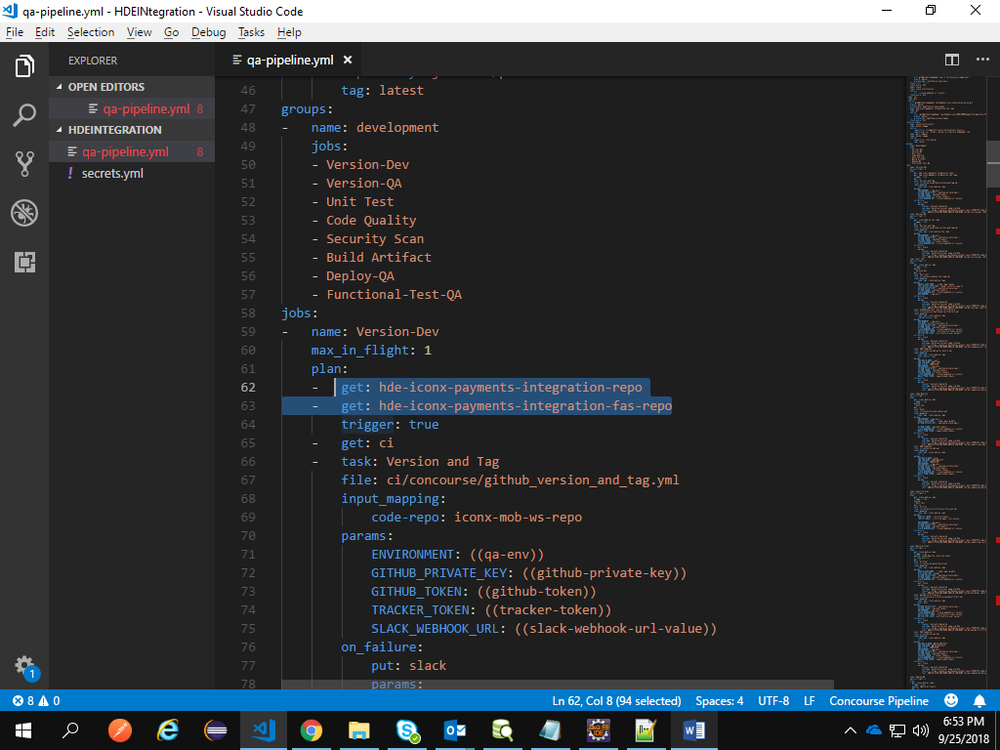 qa-pipeline.yml - HDEINtegration - Visual Studio Code
File Edit Selection View Go Debug Tasks Help
EXPLORER
OPEN EDITORS
qa-pipeline.yml 8
HDEINTEGRATION
qa-pipeline.yml 8
secrets.yml
1
qa-pipeline.yml
46 tag: latest
47 groups:
48 - name: development
49 jobs:
50 - Version-Dev
51 - Version-QA
52 - Unit Test
53 - Code Quality
54 - Security Scan
55 - Build Artifact
56 - Deploy-QA
57 - Functional-Test-QA
58 jobs:
59 - name: Version-Dev
60 max_in_flight: 1
61 plan:
62 - get: hde-iconx-payments-integration-repo
63 - get: hde-iconx-payments-integration-fas-repo
64 trigger: true
65 - get: ci
66 - task: Version and Tag
67 file: ci/concourse/github_version_and_tag.yml
68 input_mapping:
69 code-repo: iconx-mob-ws-repo
70 params:
71 ENVIRONMENT: ((qa-env))
72 GITHUB_PRIVATE_KEY: ((github-private-key))
73 GITHUB_TOKEN: ((github-token))
74 TRACKER_TOKEN: ((tracker-token))
75 SLACK_WEBHOOK_URL: ((slack-webhook-url-value))
76 on_failure:
77 put: slack
78 params:
8 0 Ln 62, Col 8 (94 selected) Spaces: 4 UTF-8 LF Concourse Pipeline
6:53 PM
9/25/2018